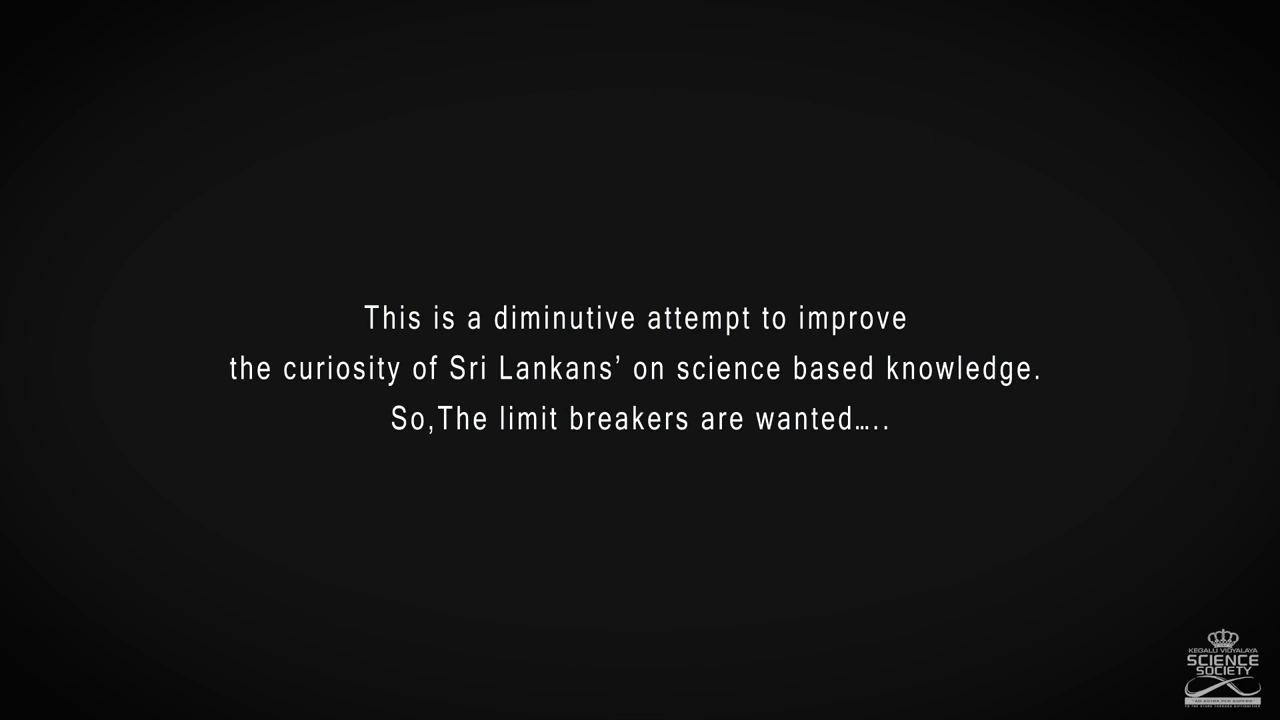 This is a diminutive attempt to improve
the curiosity of Sri Lankans’ on science based knowledge.
So,The limit breakers are wanted…..
KEGALU VIDYALAYA
SCIENCE
SOCIETY